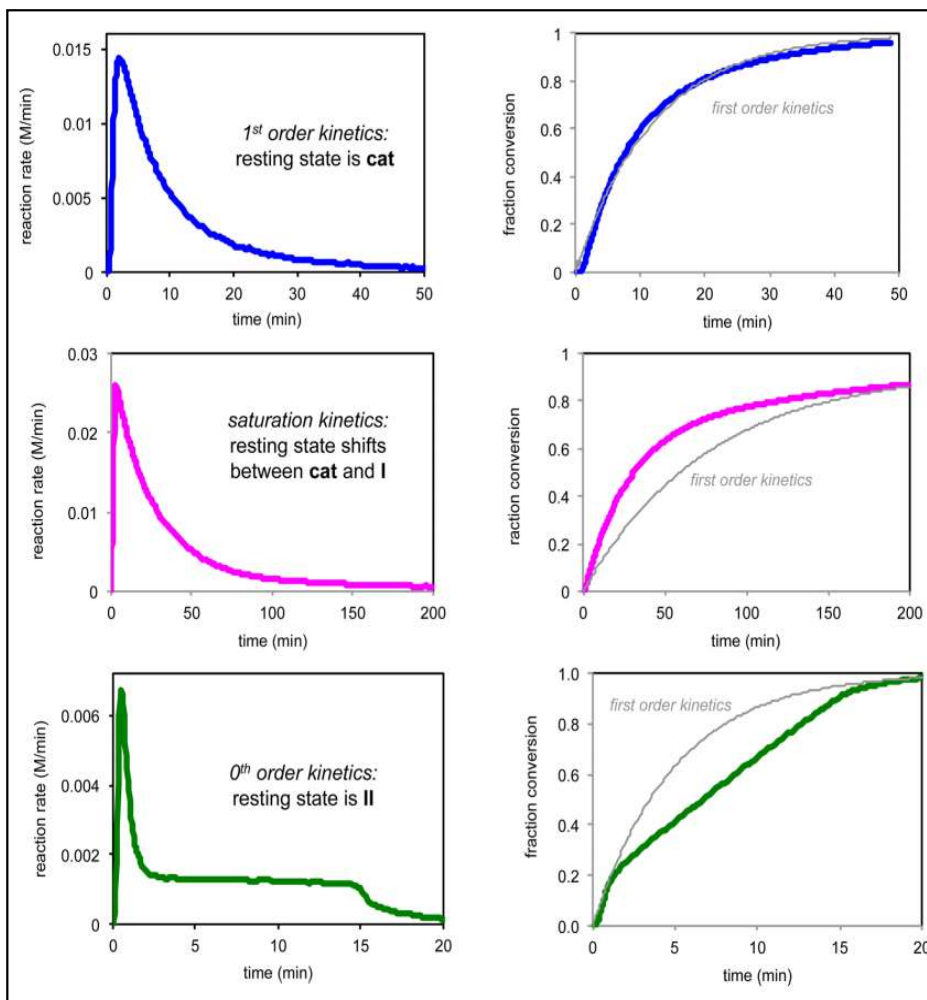 0.015
0.01
0.005
0
0
10
20
30
40
50
reaction rate (M/min)
time (min)
1st order kinetics:
resting state is cat
1
0.8
0.6
0.4
0.2
0
0
10
20
30
40
50
fraction conversion
time (min)
first order kinetics
0.03
0.02
0.01
0
0
50
100
150
200
reaction rate (M/min)
time (min)
saturation kinetics:
resting state shifts
between cat and I
1
0.8
0.6
0.4
0.2
0
0
50
100
150
200
raction conversion
time (min)
first order kinetics
0.006
0.004
0.002
0
0
5
10
15
20
reaction rate (M/min)
time (min)
0th order kinetics:
resting state is II
1.0
0.8
0.6
0.4
0.2
0.0
0
5
10
15
20
fraction conversion
time (min)
first order kinetics